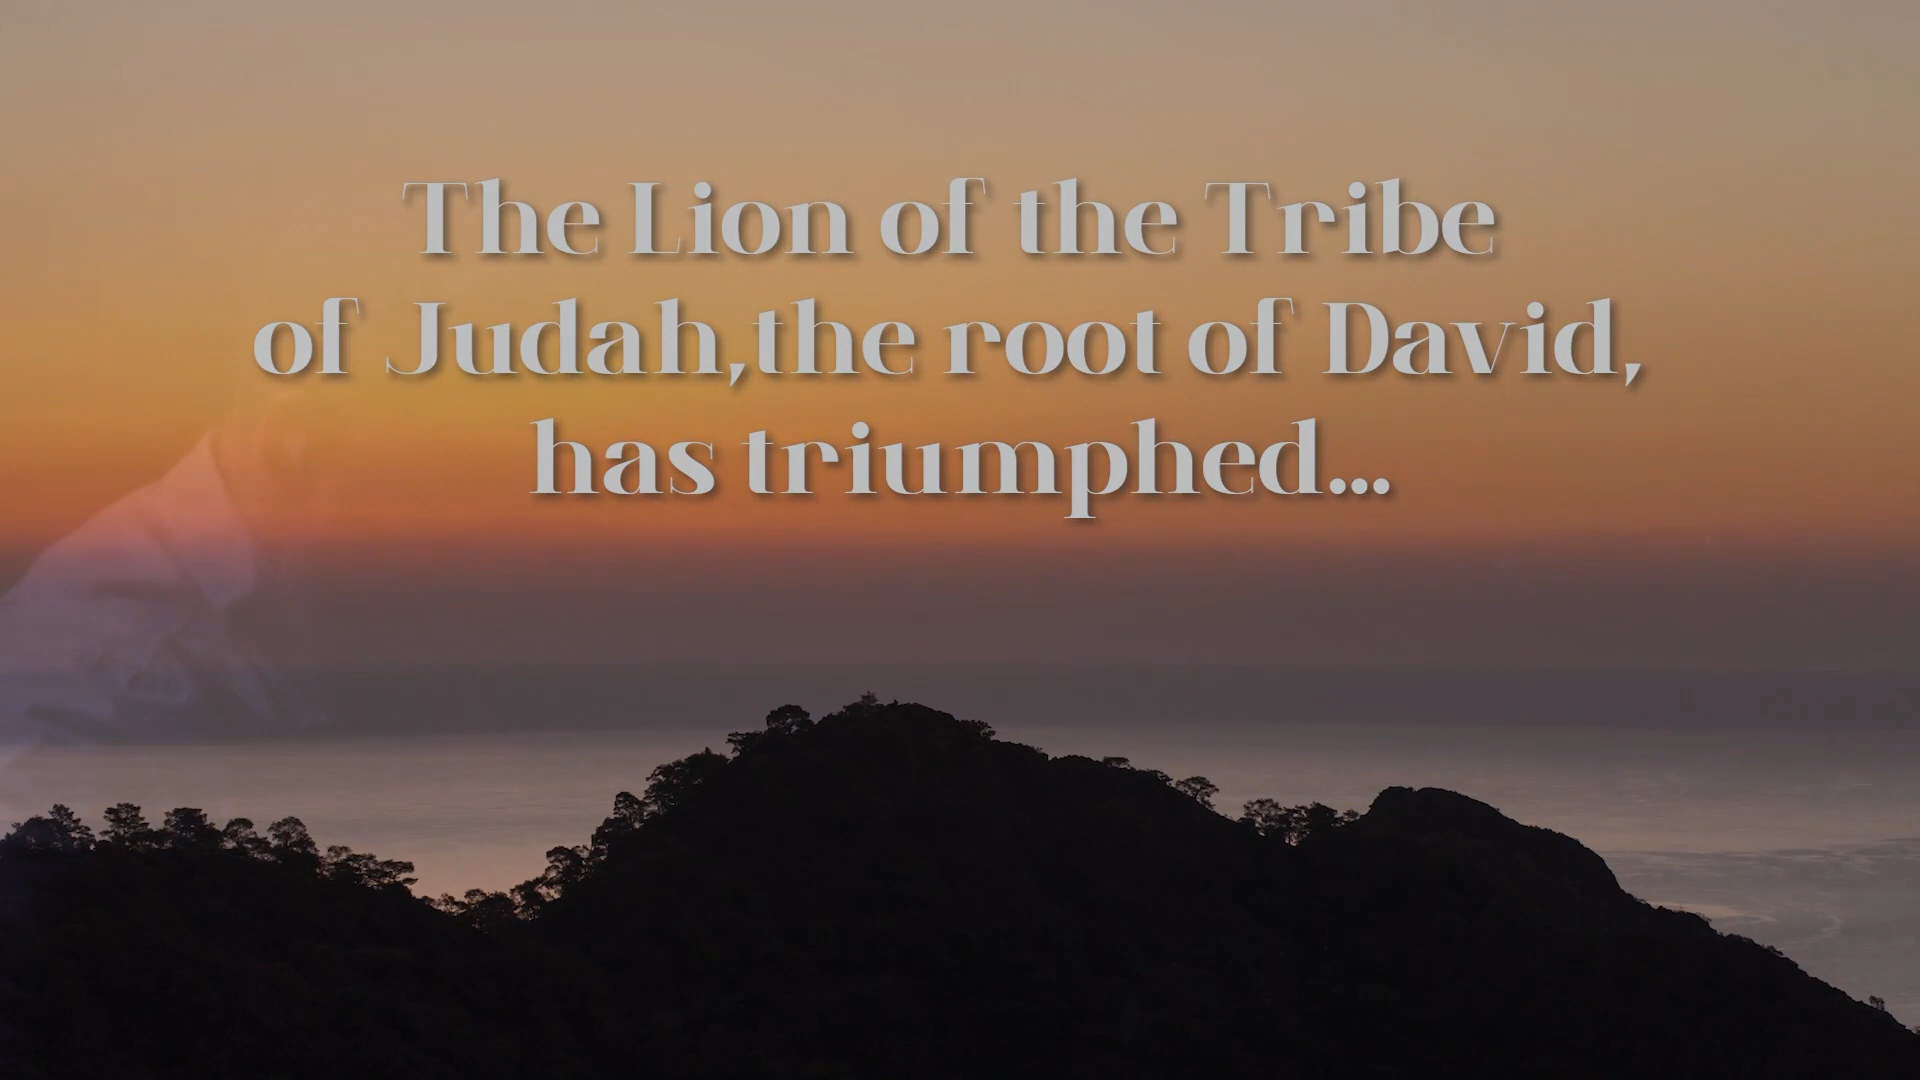 The Lion of the Tribe
of Judah,the root of David,
has triumphed...